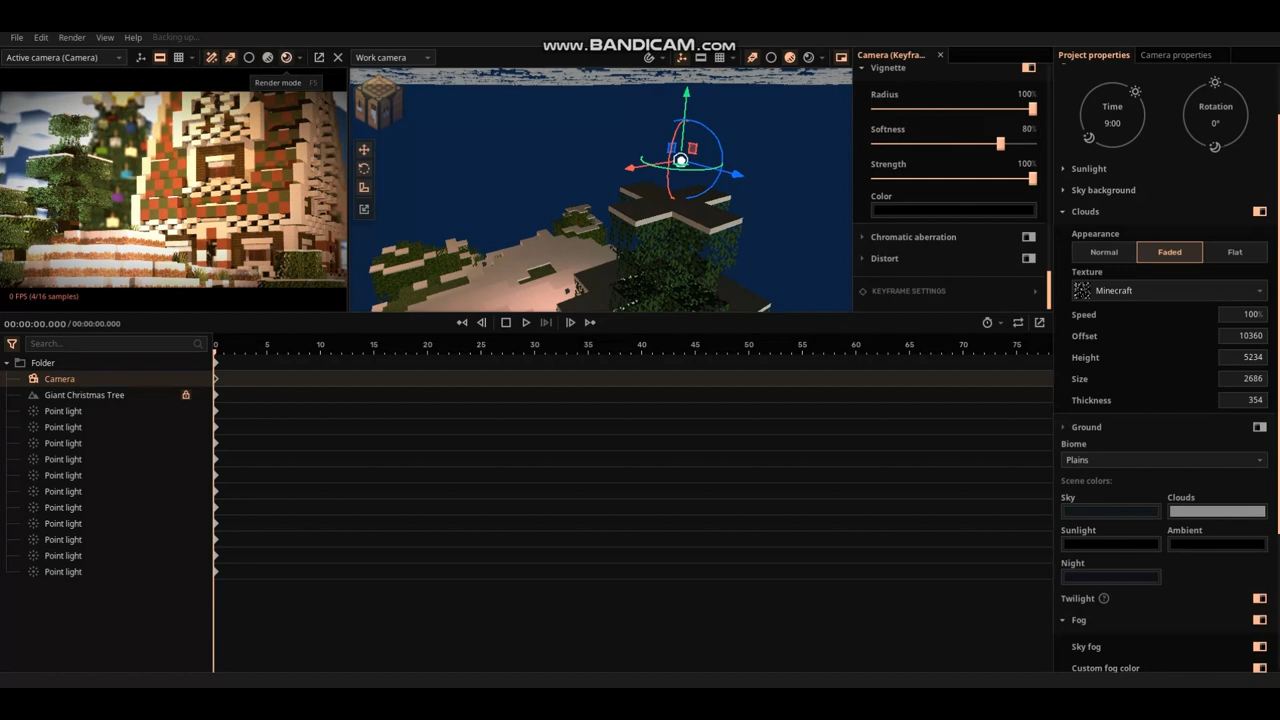 www.BANDICAM.com
File Edit Render View Help Backing up...
Active camera (Camera)
Render mode F5
0 FPS (4/16 samples)
Work camera
Camera (Keyfra...
Vignette
Radius 100%
Softness 80%
Strength 100%
Color
Chromatic aberration
Distort
KEYFRAME SETTINGS
Project properties Camera properties
Time
9:00
Rotation
0°
Sunlight
Sky background
Clouds
Appearance
Normal Faded Flat
Texture
Minecraft
Speed 100%
Offset 10360
Height 5234
Size 2686
Thickness 354
Ground
Biome
Plains
Scene colors:
Sky Clouds
Sunlight Ambient
Night
Twilight ?
Fog
Sky fog
Custom fog color
00:00:00.000 / 00:00:00.000
Search...
0 5 10 15 20 25 30 35 40 45 50 55 60 65 70 75
Folder
Camera
Giant Christmas Tree
Point light
Point light
Point light
Point light
Point light
Point light
Point light
Point light
Point light
Point light
Point light